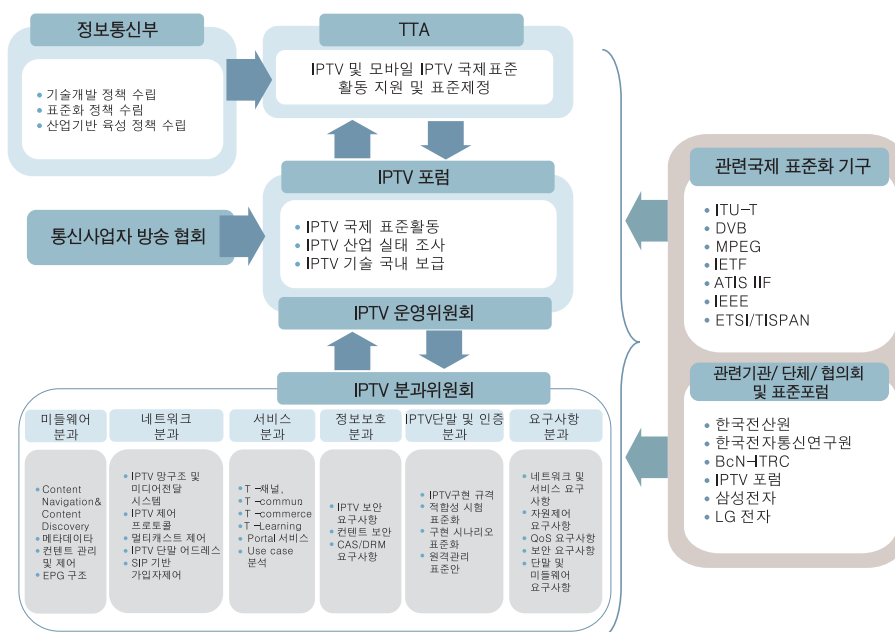 정보통신부
• 기술개발 정책 수립
• 표준화 정책 수립
• 산업기반 육성 정책 수립
TTA
IPTV 및 모바일 IPTV 국제표준
활동 지원 및 표준제정
IPTV 포럼
• IPTV 국제 표준활동
• IPTV 산업 실태 조사
• IPTV 기술 국내 보급
통신사업자 방송 협회
IPTV 운영위원회
IPTV 분과위원회
미들웨어
분과
• Content
Navigation&
Content
Discovery
• 메타데이타
• 컨텐트 관리
및 제어
• EPG 구조
네트워크
분과
• IPTV 망구조 및
미디어전달
시스템
• IPTV 제어
프로토콜
• 멀티캐스트 제어
• IPTV 단말 어드레스
• SIP 기반
가입자제어
서비스
분과
• T -채널,
• T -commun
• T -commerce
• T -Learning
• Portal 서비스
• Use case
분석
정보보호
분과
• IPTV 보안
요구사항
• 컨텐트 보안
• CAS/DRM
요구사항
IPTV단말 및 인증
분과
• IPTV구현 규격
• 적합성 시험
표준화
• 구현 시나리오
표준화
• 원격관리
표준안
요구사항
분과
• 네트워크 및
서비스 요구
사항
• 자원제어
요구사항
• QoS 요구사항
• 보안 요구사항
• 단말 및
미들웨어
요구사항
관련국제 표준화 기구
• ITU-T
• DVB
• MPEG
• IETF
• ATIS IIF
• IEEE
• ETSI/TISPAN
관련기관/ 단체/ 협의회
및 표준포럼
• 한국전산원
• 한국전자통신연구원
• BcN-ITRC
• IPTV 포럼
• 삼성전자
• LG 전자